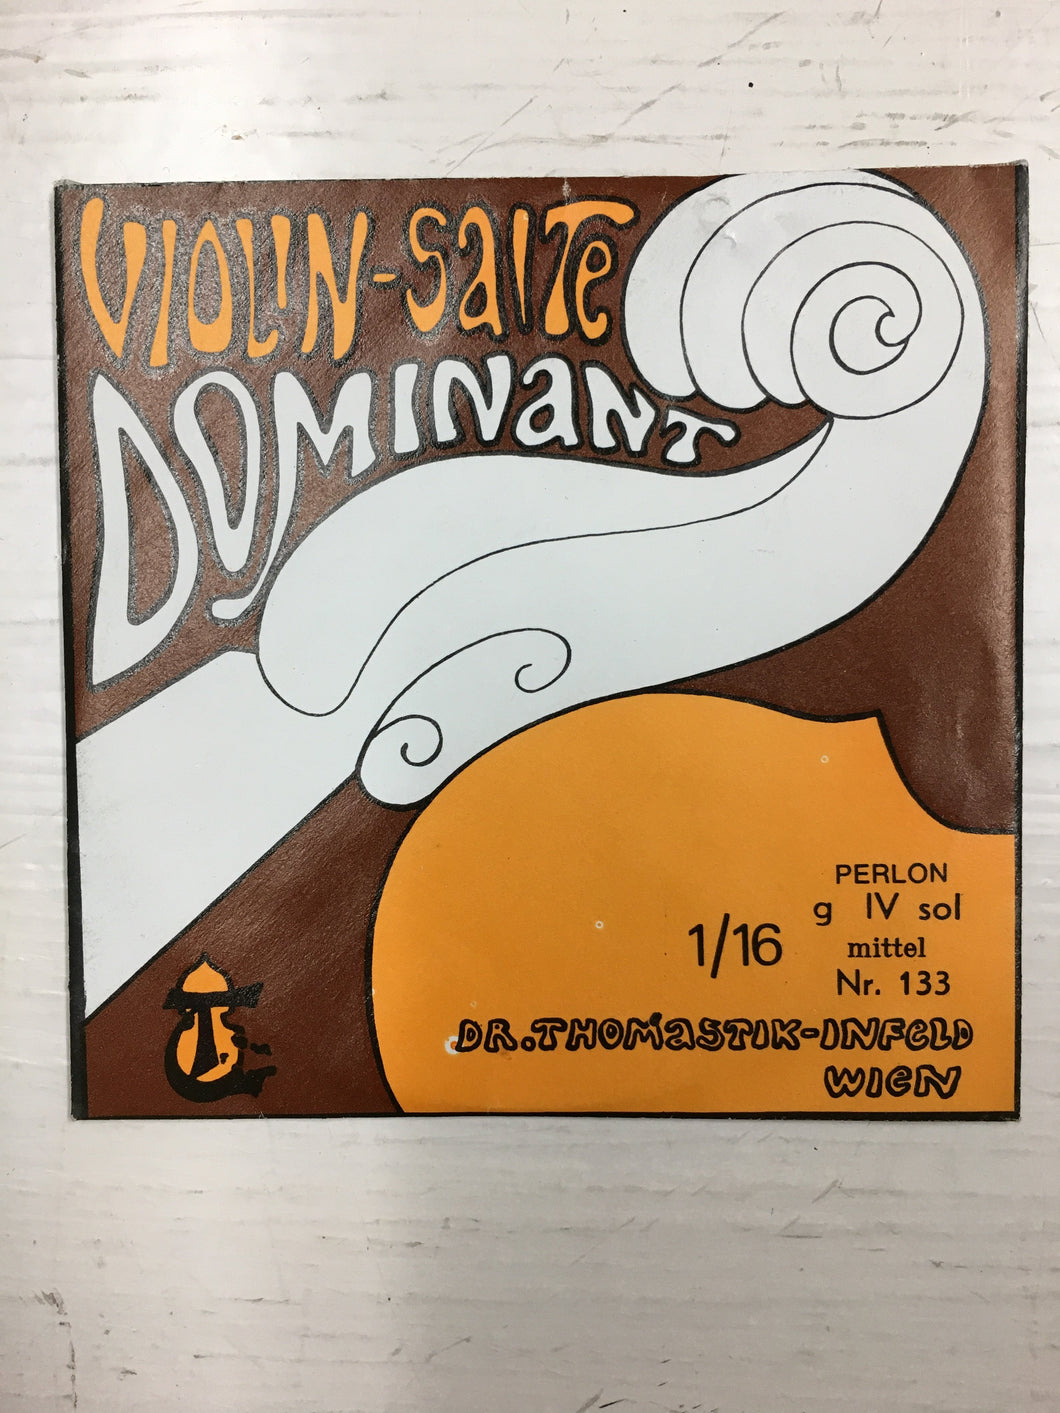 VIOLIN-SAITE
DOMINANT
PERLON
g IV sol
1/16
mittel
Nr. 133
DR.THOMASTIK-INFELD
WIEN